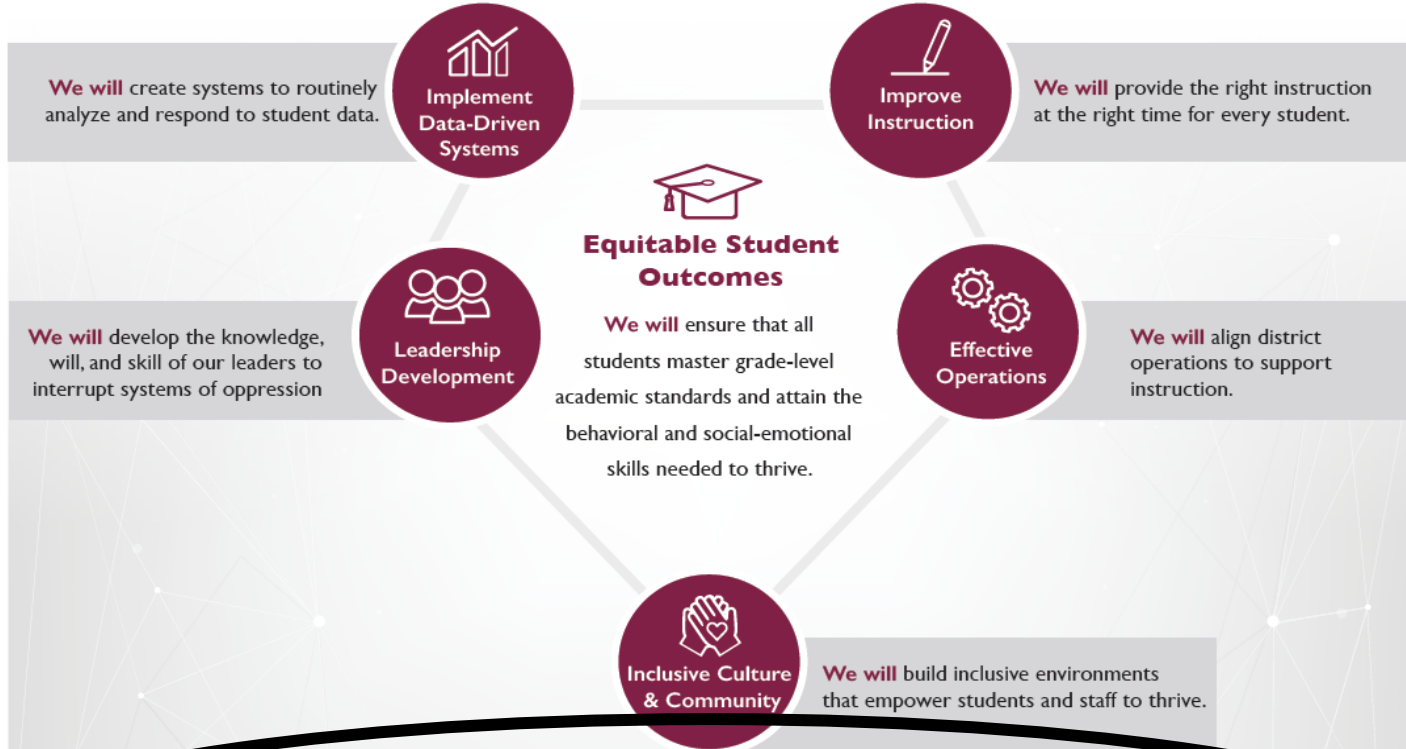 Implement
Data-Driven
Systems
We will create systems to routinely
analyze and respond to student data.
Improve
Instruction
We will provide the right instruction
at the right time for every student.
Equitable Student
Outcomes
We will ensure that all
students master grade-level
academic standards and attain the
behavioral and social-emotional
skills needed to thrive.
Leadership
Development
We will develop the knowledge,
will, and skill of our leaders to
interrupt systems of oppression
Effective
Operations
We will align district
operations to support
instruction.
Inclusive Culture
& Community
We will build inclusive environments
that empower students and staff to thrive.